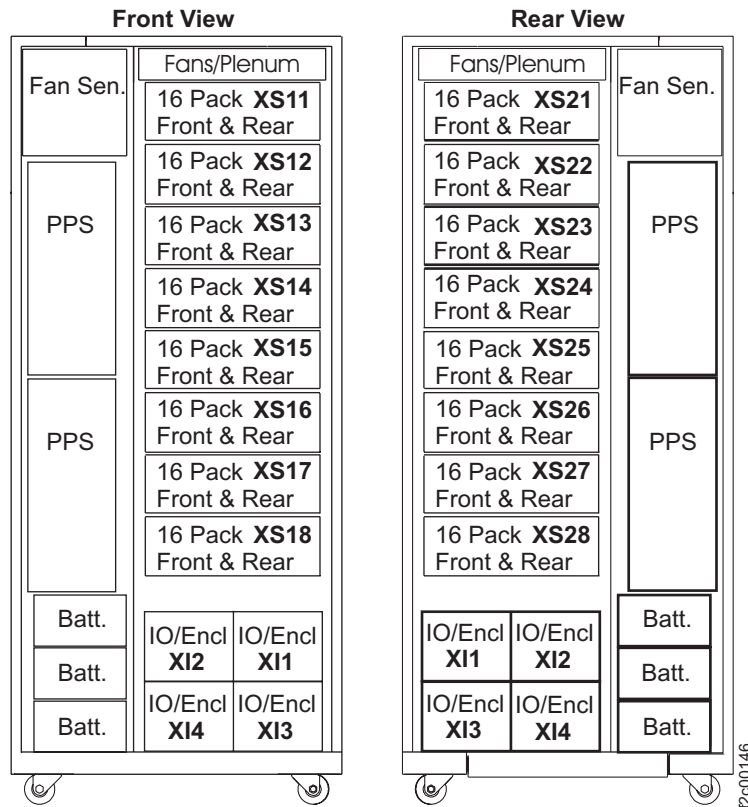 Front View
Fan Sen.
PPS
PPS
Batt.
Batt.
Batt.
Fans/Plenum
16 Pack XS11
Front & Rear
16 Pack XS12
Front & Rear
16 Pack XS13
Front & Rear
16 Pack XS14
Front & Rear
16 Pack XS15
Front & Rear
16 Pack XS16
Front & Rear
16 Pack XS17
Front & Rear
16 Pack XS18
Front & Rear
IO/Encl IO/Encl
XI2 XI1
IO/Encl IO/Encl
XI4 XI3
Rear View
Fans/Plenum
16 Pack XS21
Front & Rear
16 Pack XS22
Front & Rear
16 Pack XS23
Front & Rear
16 Pack XS24
Front & Rear
16 Pack XS25
Front & Rear
16 Pack XS26
Front & Rear
16 Pack XS27
Front & Rear
16 Pack XS28
Front & Rear
IO/Encl IO/Encl
XI1 XI2
IO/Encl IO/Encl
XI3 XI4
Fan Sen.
PPS
PPS
Batt.
Batt.
Batt.
f2c00146